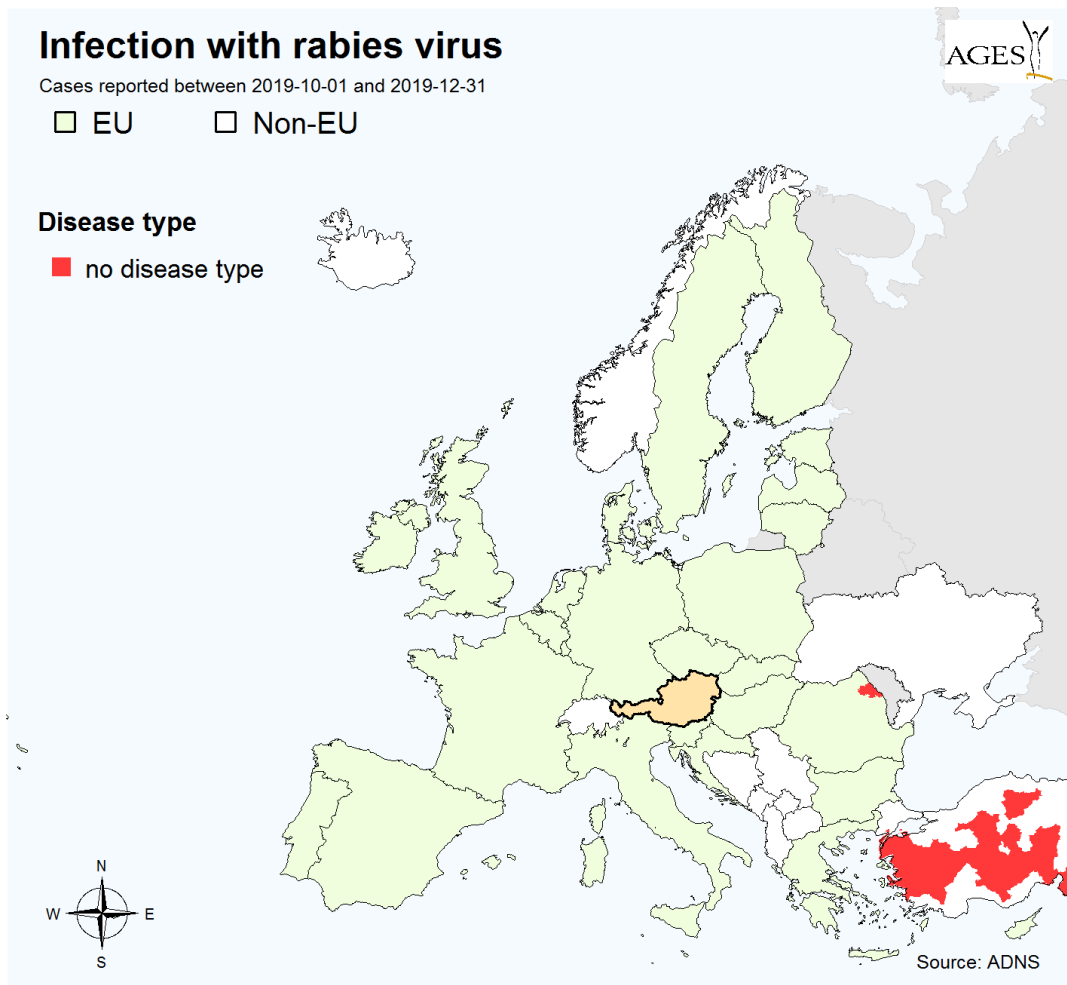 Infection with rabies virus
Cases reported between 2019-10-01 and 2019-12-31
EU Non-EU
AGES
Disease type
no disease type
N
W E
S
Source: ADNS